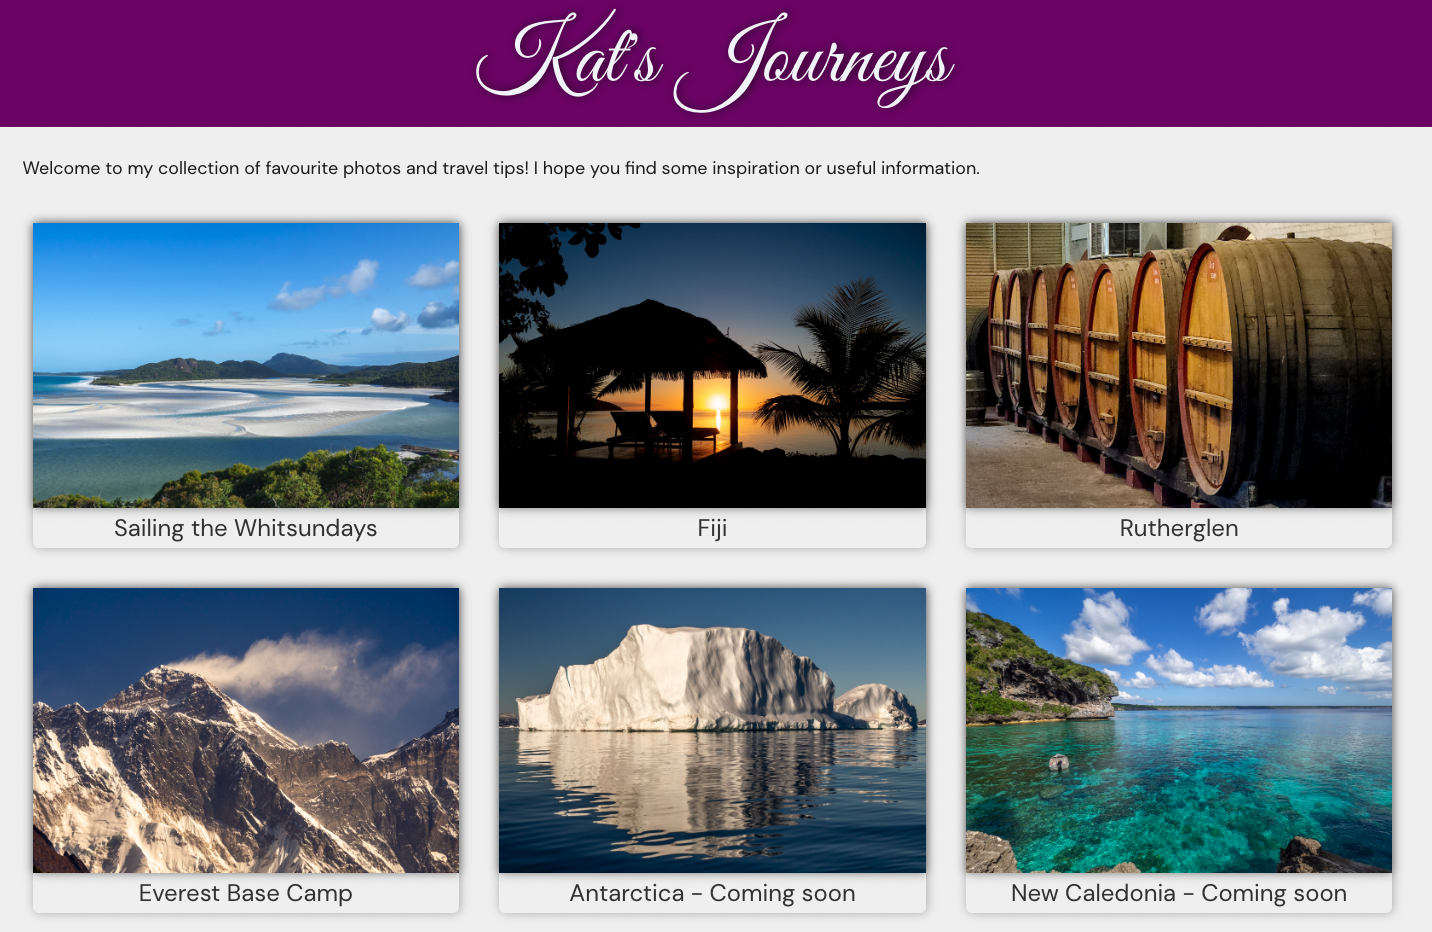 Kat's Journeys
Welcome to my collection of favourite photos and travel tips! I hope you find some inspiration or useful information.
Sailing the Whitsundays
Fiji
Rutherglen
Everest Base Camp
Antarctica - Coming soon
New Caledonia - Coming soon